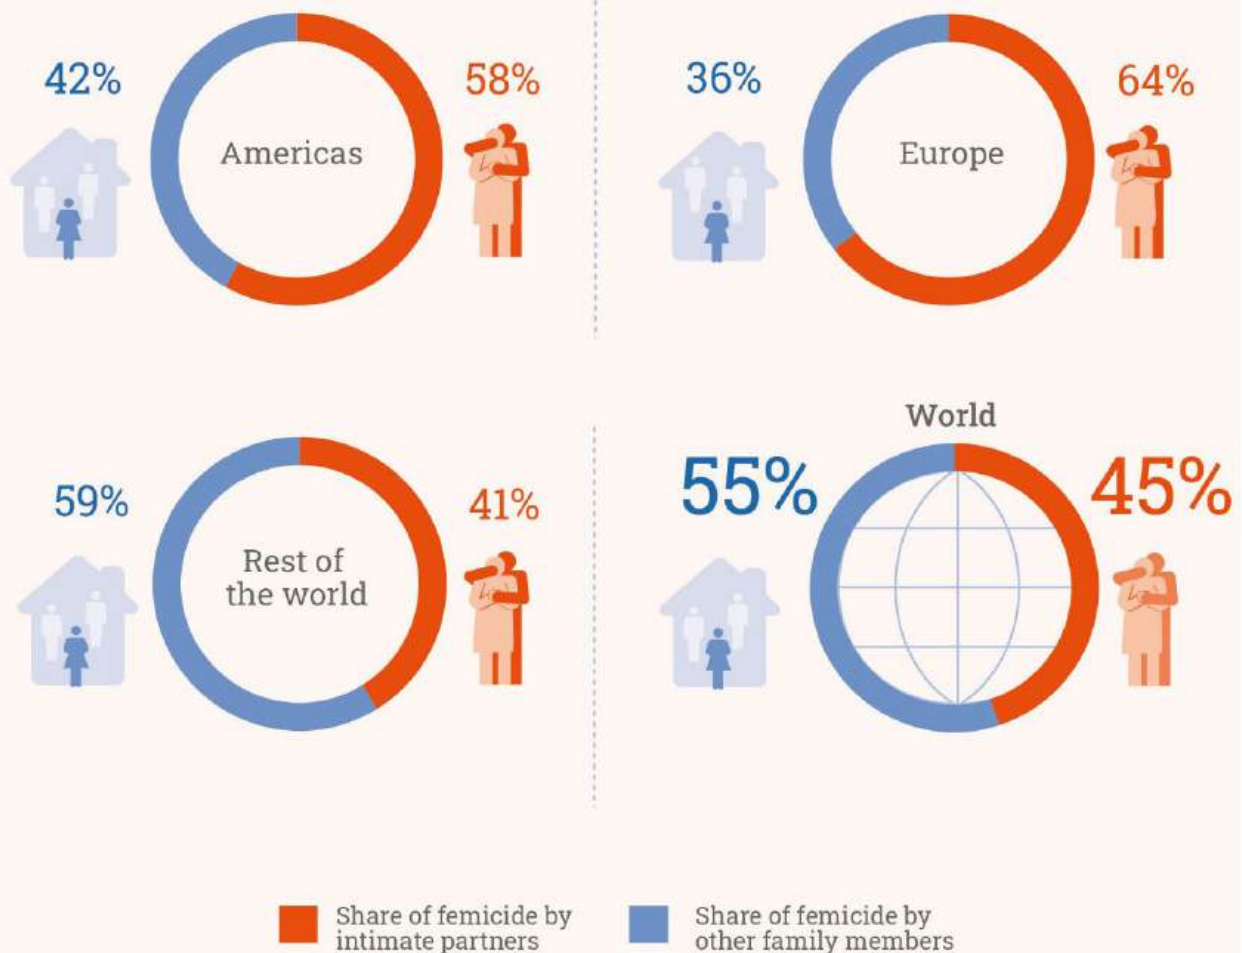 42%
58%
Americas
36%
64%
Europe
59%
41%
Rest of
the world
World
55%
45%
Share of femicide by
intimate partners
Share of femicide by
other family members